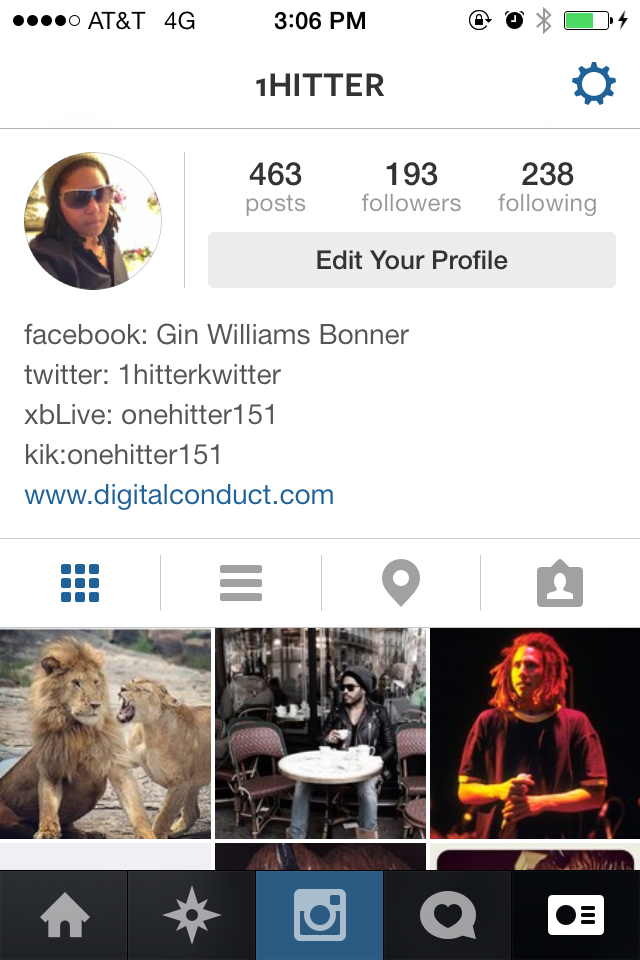 AT&T 4G 3:06 PM
1HITTER
463 193 238
posts followers following
Edit Your Profile
facebook: Gin Williams Bonner
twitter: 1hitterkwitter
xbLive: onehitter151
kik:onehitter151
www.digitalconduct.com